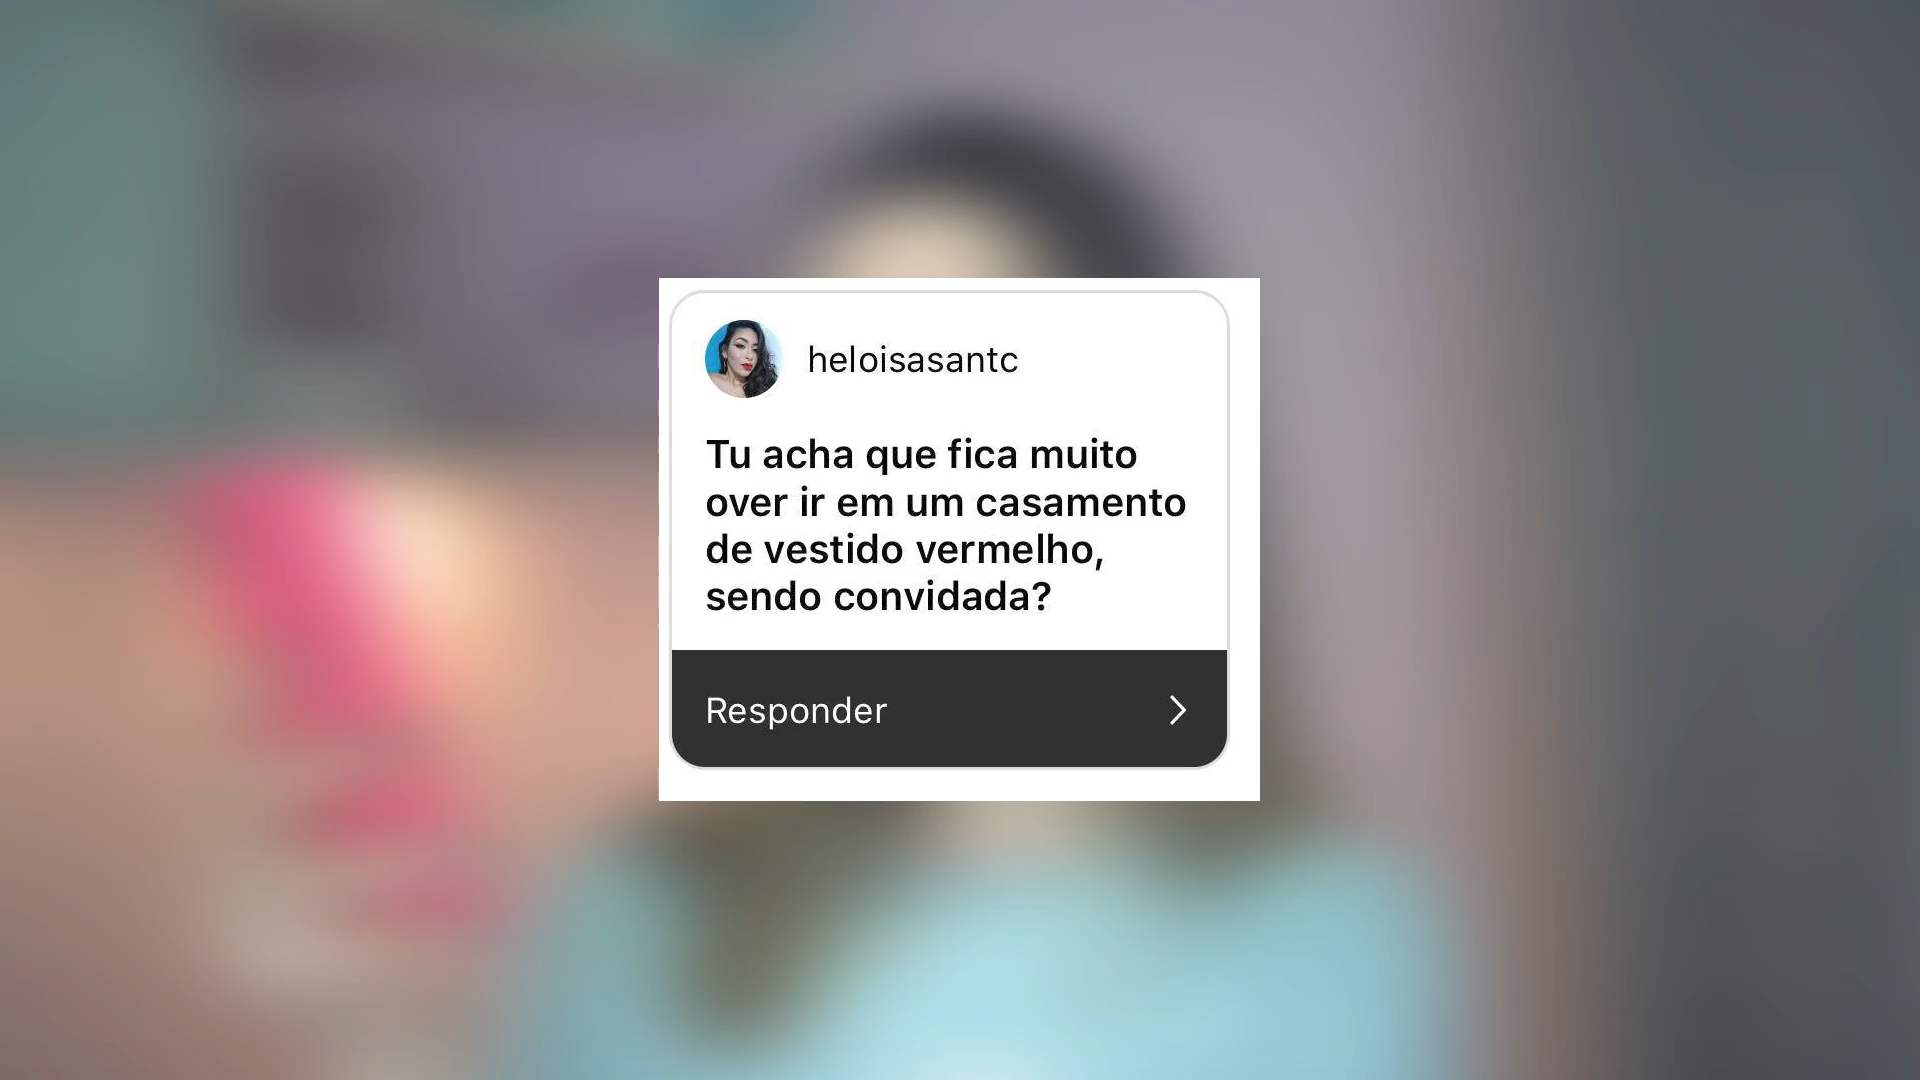 heloisasantc
Tu acha que fica muito
over ir em um casamento
de vestido vermelho,
sendo convidada?
Responder